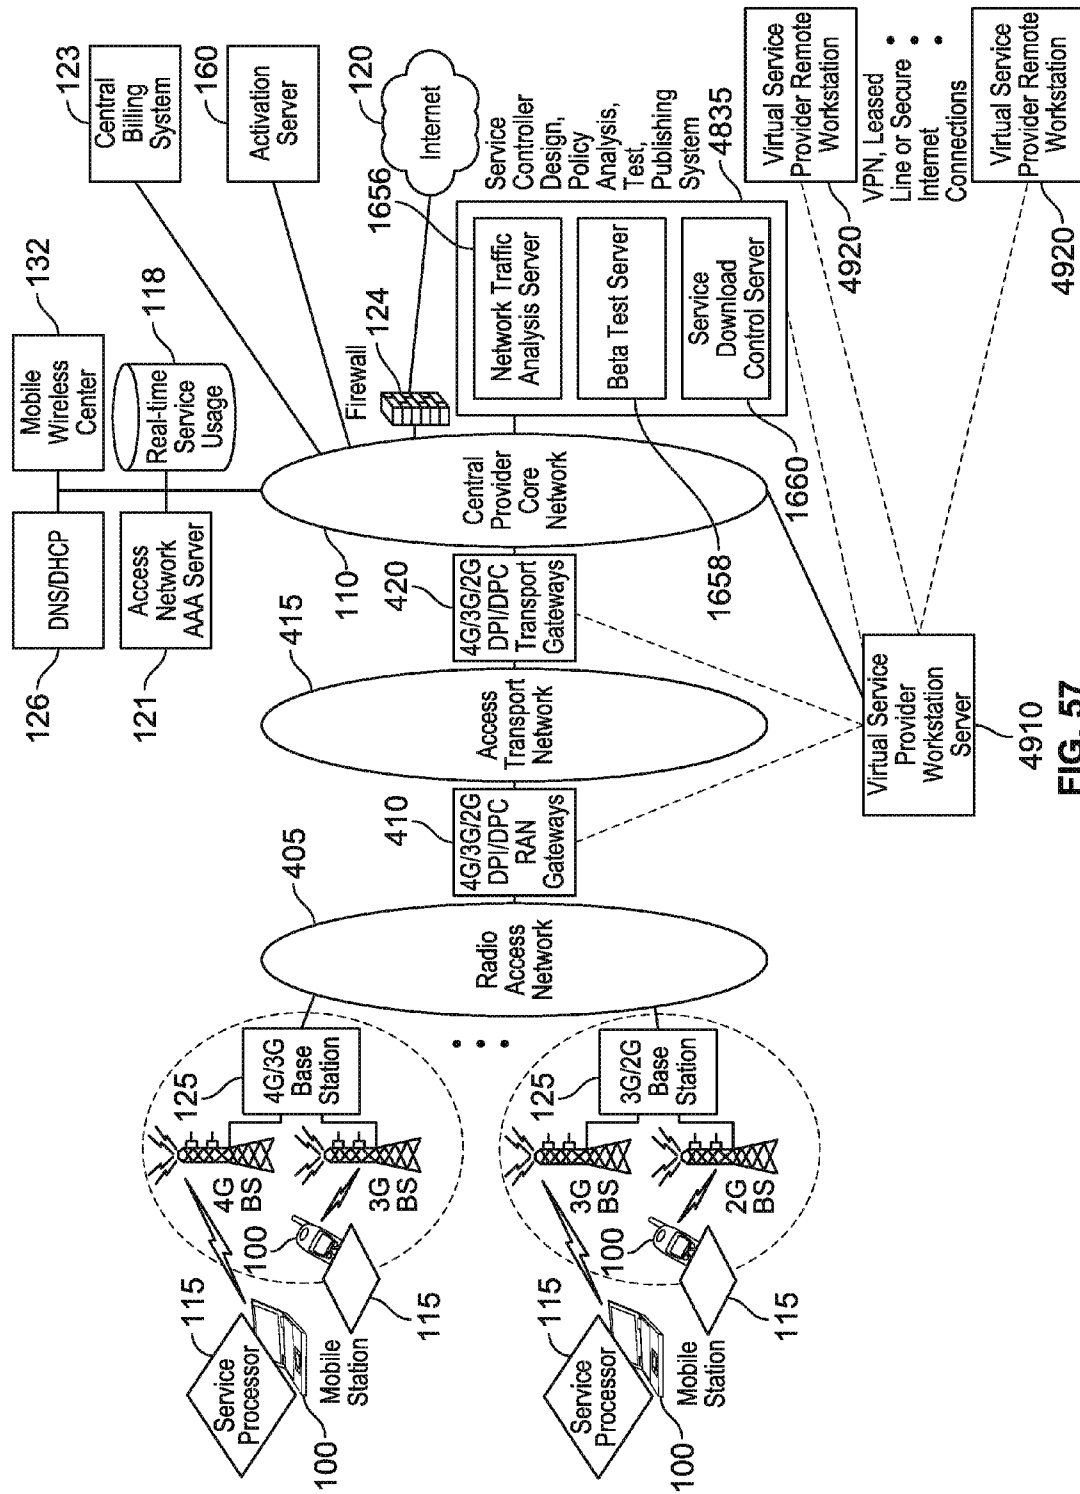 126
DNS/DHCP
Mobile
Wireless
Center
132
121
Access
Network
AAA Server
Real-time
Service
Usage
118
Central
Billing
System
123
Activation
Server
160
Service
Processor
115
100
Mobile
Station
100
115
4G
BS
3G
BS
125
4G/3G
Base
Station
Service
Processor
115
100
Mobile
Station
100
115
3G
BS
2G
BS
125
3G/2G
Base
Station
405
Radio
Access
Network
410
4G/3G/2G
DPI/DPC
RAN
Gateways
415
Access
Transport
Network
420
4G/3G/2G
DPI/DPC
Transport
Gateways
110
Central
Provider
Core
Network
Firewall
124
Internet
120
1656
Network Traffic
Analysis Server
Beta Test Server
1658
Service
Download
Control Server
1660
Service
Controller
Design,
Policy
Analysis,
Test,
Publishing
System
4835
Virtual Service
Provider
Workstation
Server
4910
Virtual Service
Provider Remote
Workstation
4920
VPN, Leased
Line or Secure
Internet
Connections
Virtual Service
Provider Remote
Workstation
4920
FIG. 57